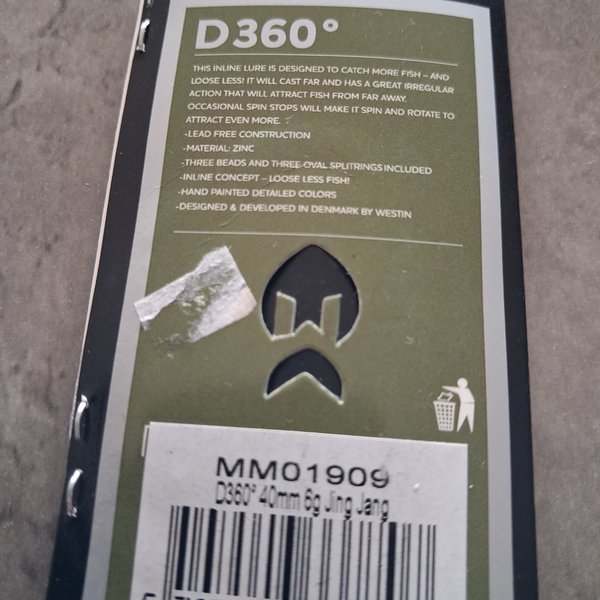 D360°
THIS INLINE LURE IS DESIGNED TO CATCH MORE FISH – AND
LOOSE LESS! IT WILL CAST FAR AND HAS A GREAT IRREGULAR
ACTION THAT WILL ATTRACT FISH FROM FAR AWAY.
OCCASIONAL SPIN STOPS WILL MAKE IT SPIN AND ROTATE TO
ATTRACT EVEN MORE.
-LEAD FREE CONSTRUCTION
-MATERIAL: ZINC
-THREE BEADS AND THREE OVAL SPLITRINGS INCLUDED
-INLINE CONCEPT – LOOSE LESS FISH!
-HAND PAINTED DETAILED COLORS
-DESIGNED & DEVELOPED IN DENMARK BY WESTIN
MM01909
D360° 40mm 6g Jing Jang